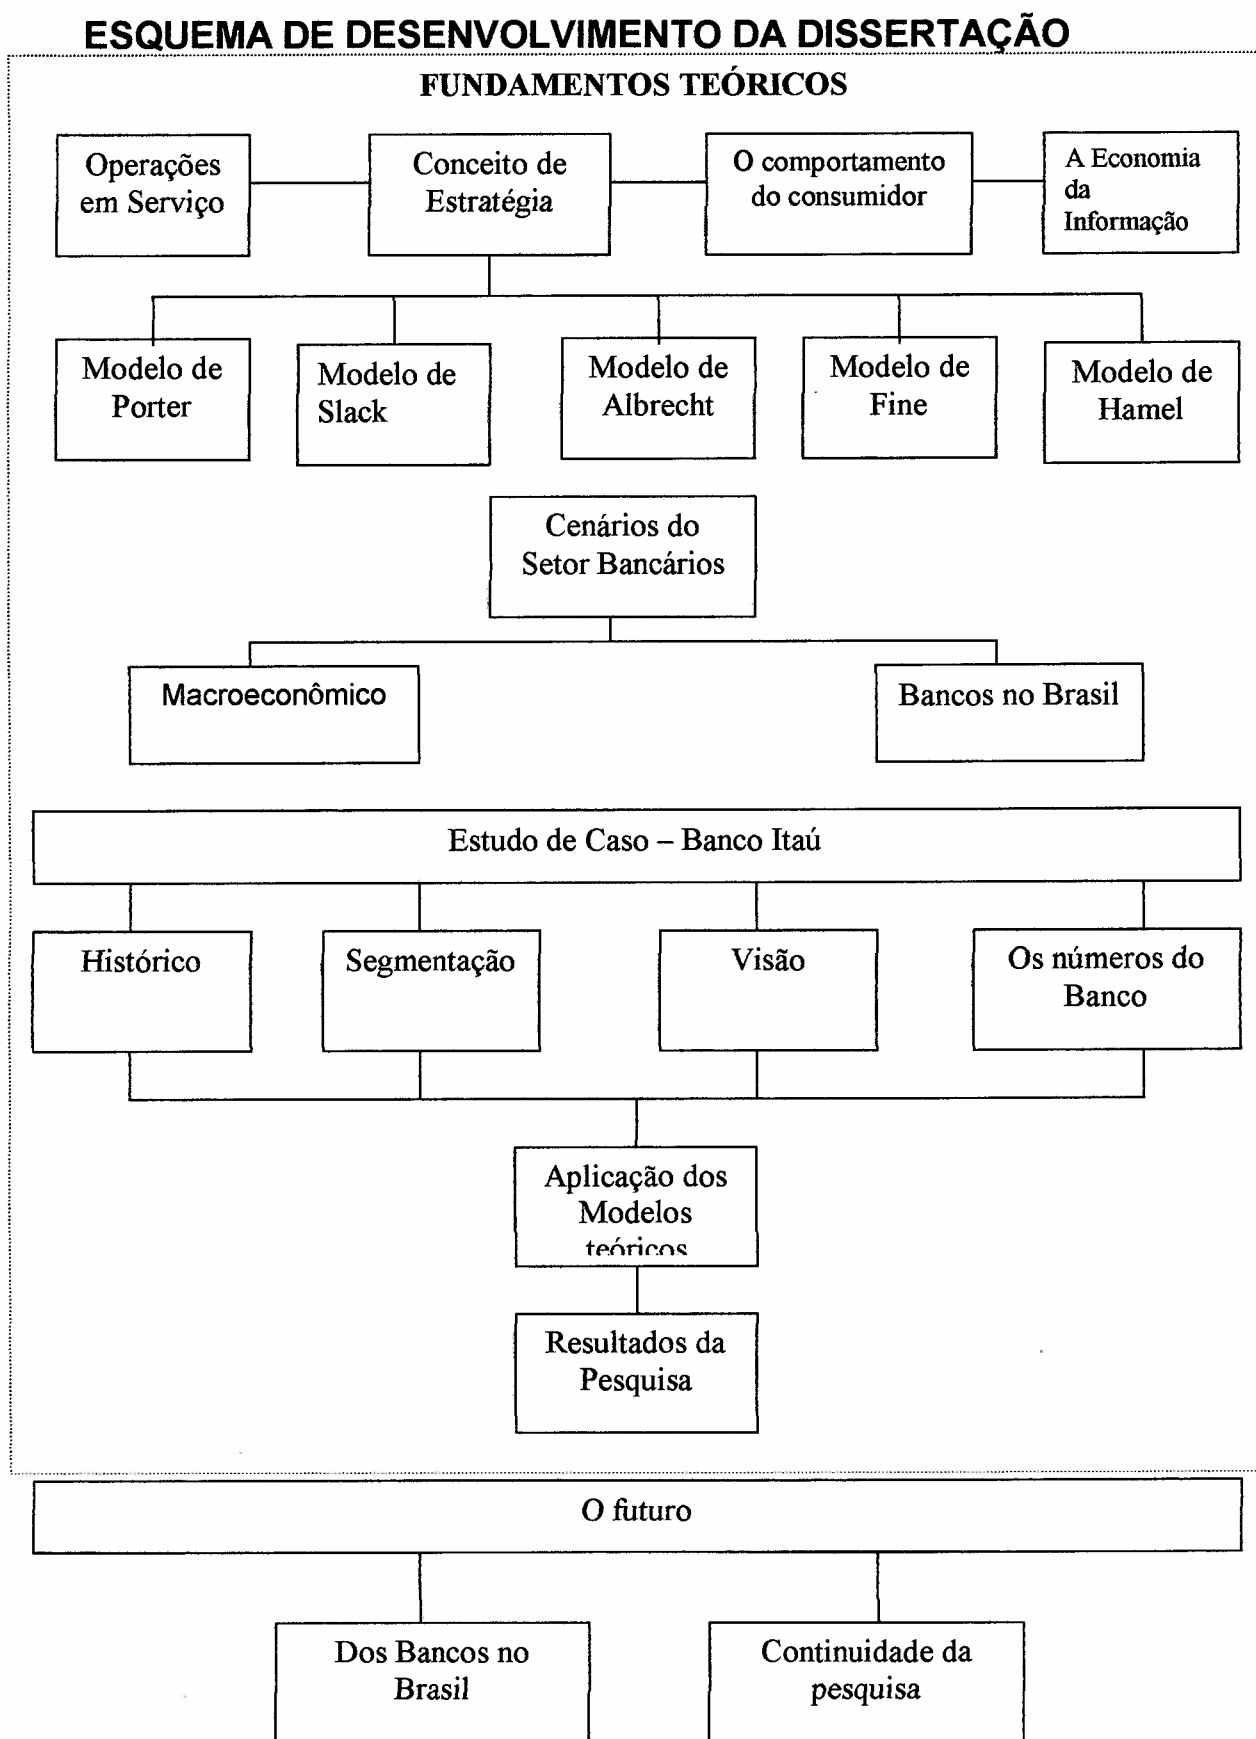 ESQUEMA DE DESENVOLVIMENTO DA DISSERTAÇÃO
FUNDAMENTOS TEÓRICOS
Operações
em Serviço
Conceito de
Estratégia
O comportamento
do consumidor
A Economia
da
Informação
Modelo de
Porter
Modelo de
Slack
Modelo de
Albrecht
Modelo de
Fine
Modelo de
Hamel
Cenários do
Setor Bancários
Macroeconômico
Bancos no Brasil
Estudo de Caso – Banco Itaú
Histórico
Segmentação
Visão
Os números do
Banco
Aplicação dos
Modelos
teóricos
Resultados da
Pesquisa
O futuro
Dos Bancos no
Brasil
Continuidade da
pesquisa